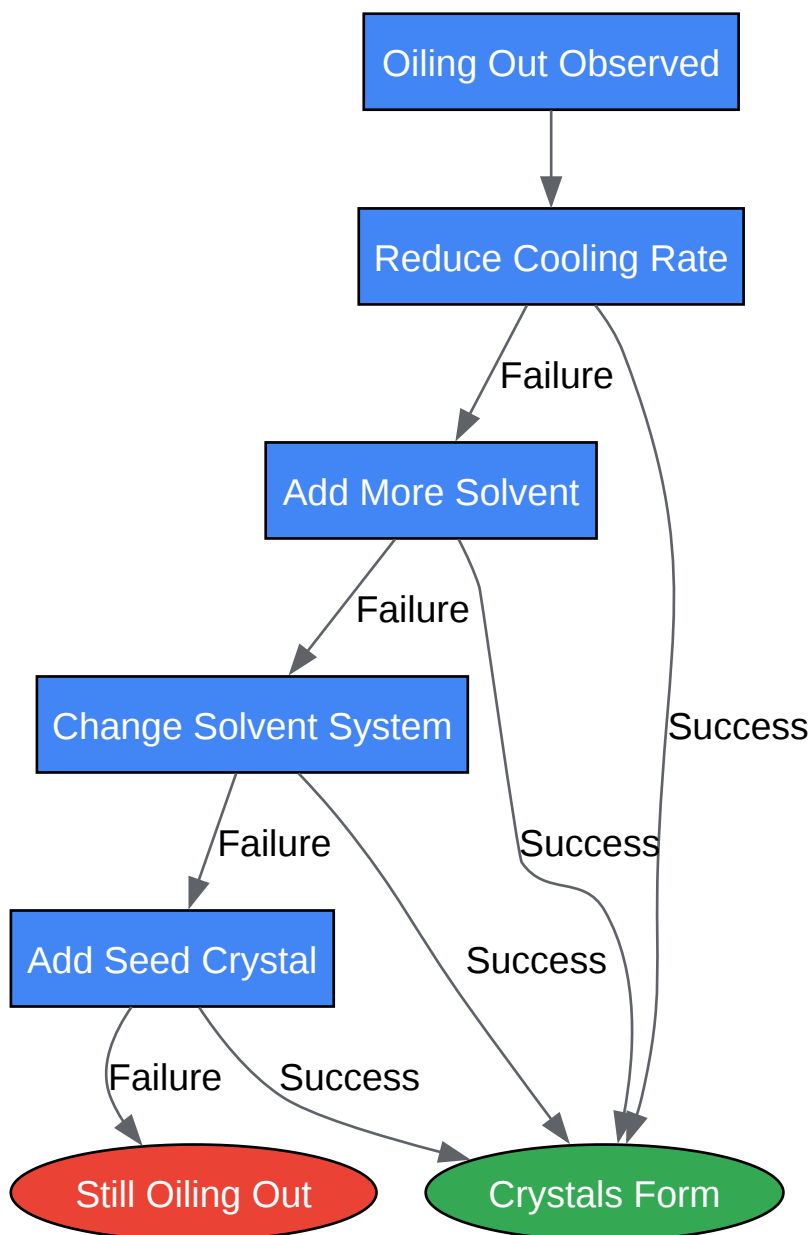 Oiling Out Observed
Reduce Cooling Rate
Failure
Add More Solvent
Failure
Change Solvent System
Success
Failure
Success
Add Seed Crystal
Success
Failure
Success
Still Oiling Out
Crystals Form